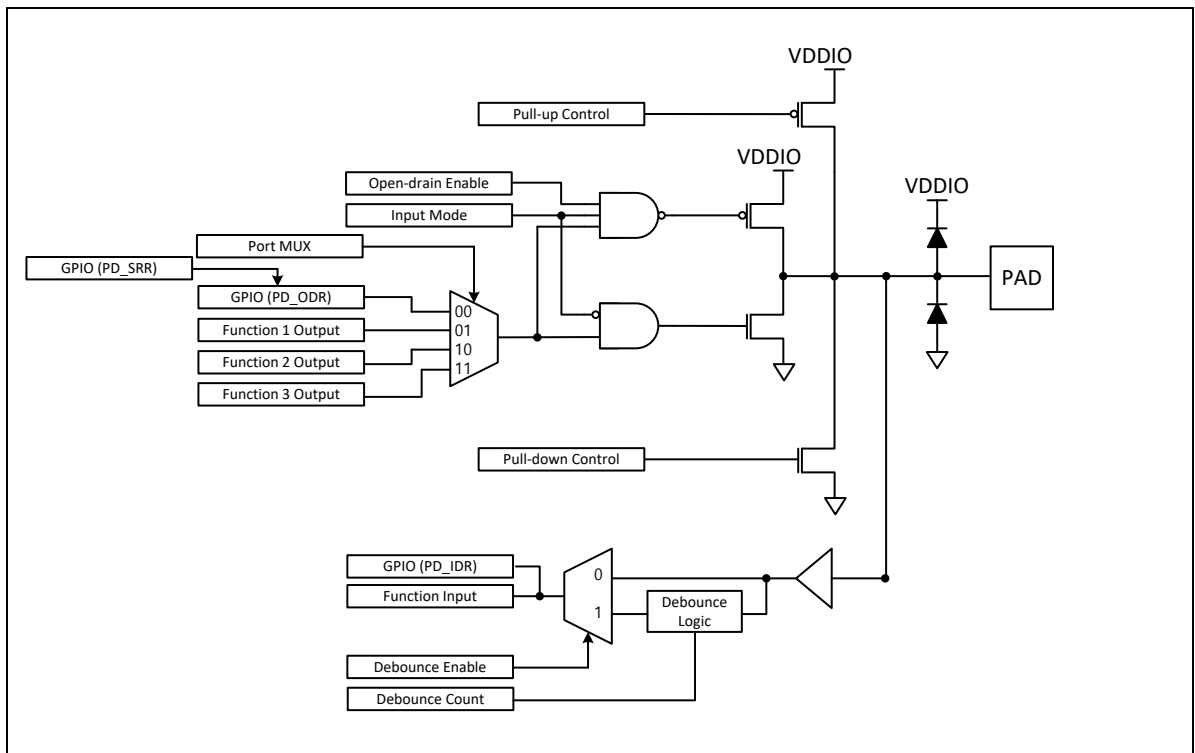 VDDIO
Pull-up Control
VDDIO
Open-drain Enable
VDDIO
Input Mode
Port MUX
GPIO (PD_SRR)
PAD
GPIO (PD_ODR)
00
Function 1 Output
01
Function 2 Output
10
Function 3 Output
11
Pull-down Control
GPIO (PD_IDR)
0
Function Input
1
Debounce
Logic
Debounce Enable
Debounce Count